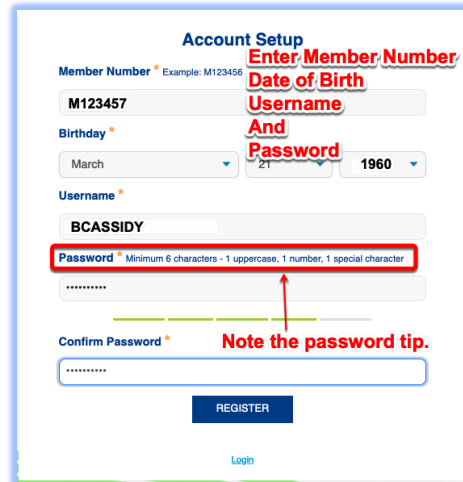 Account Setup
Enter Member Number
Member Number * Example: M123456
Date of Birth
M123457
Username
Birthday *
And
Password
March 21 1960
Username *
BCASSIDY
Password * Minimum 6 characters - 1 uppercase, 1 number, 1 special character
••••••••••
Note the password tip.
Confirm Password *
••••••••••
REGISTER
Login